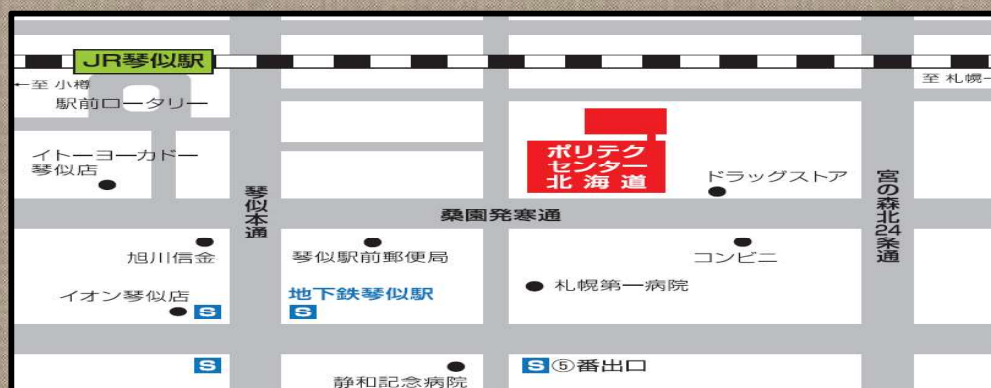 JR琴似駅
←至 小樽
至 札幌
駅前ロータリー
イトーヨーカドー
琴似店
ポリテク
センター
北海道
ドラッグストア
琴似本通
宮の森北24条通
桑園発寒通
旭川信金
琴似駅前郵便局
コンビニ
イオン琴似店
S
地下鉄琴似駅
S
札幌第一病院
S
静和記念病院
S⑤番出口